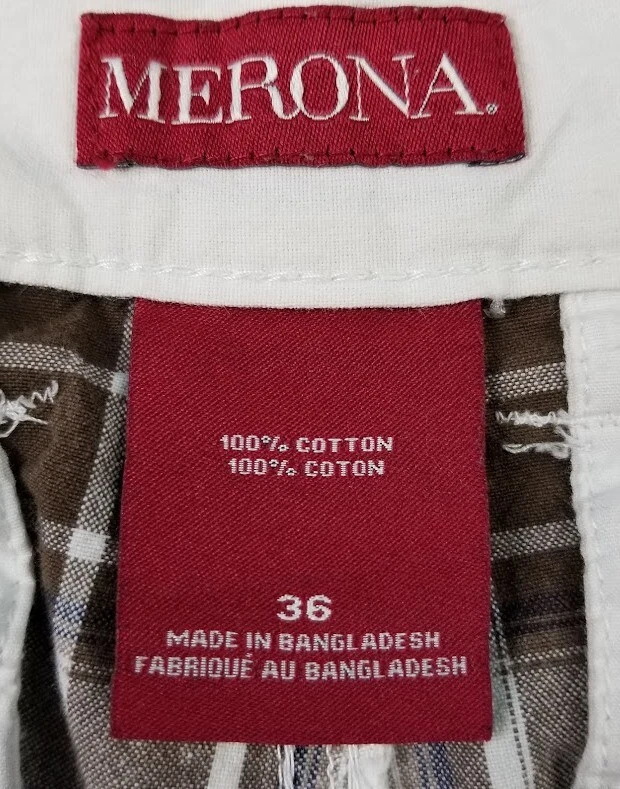 MERONA®
100% COTTON
100% COTON
36
MADE IN BANGLADESH
FABRIQUÉ AU BANGLADESH